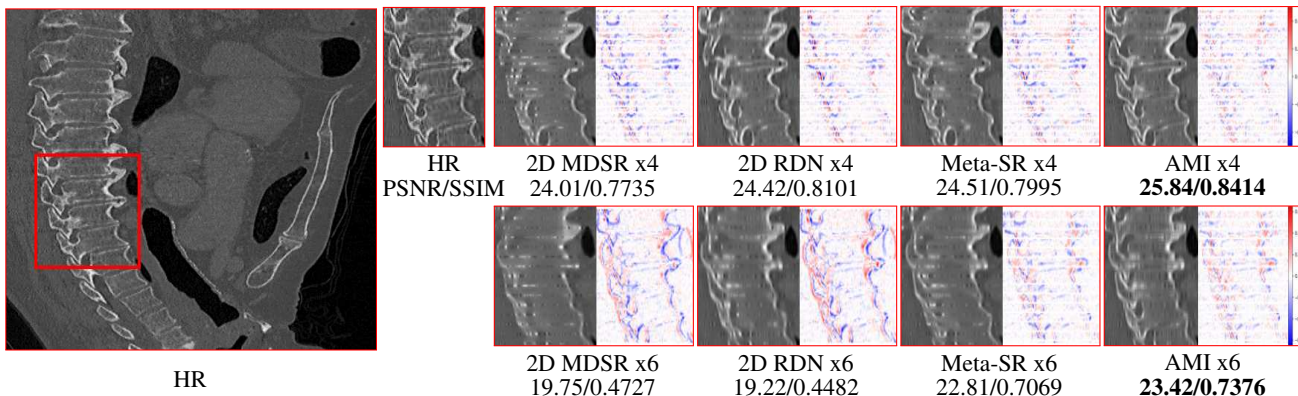 HR
HR
PSNR/SSIM
2D MDSR x4
24.01/0.7735
2D RDN x4
24.42/0.8101
Meta-SR x4
24.51/0.7995
AMI x4
25.84/0.8414
2D MDSR x6
19.75/0.4727
2D RDN x6
19.22/0.4482
Meta-SR x6
22.81/0.7069
AMI x6
23.42/0.7376